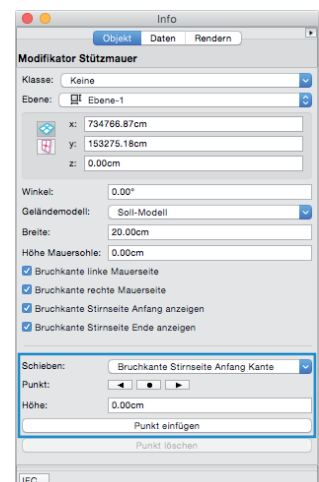 Info
Objekt Daten Rendern
Modifikator Stützmauer
Klasse: Keine
Ebene: Ebene-1
x: 734766.87cm
y: 153275.18cm
z: 0.00cm
Winkel: 0.00°
Geländemodell: Soll-Modell
Breite: 20.00cm
Höhe Mauersohle: 0.00cm
Bruchkante linke Mauerseite
Bruchkante rechte Mauerseite
Bruchkante Stirnseite Anfang anzeigen
Bruchkante Stirnseite Ende anzeigen
Schieben: Bruchkante Stirnseite Anfang Kante
Punkt:
Höhe: 0.00cm
Punkt einfügen
Punkt löschen
IFC